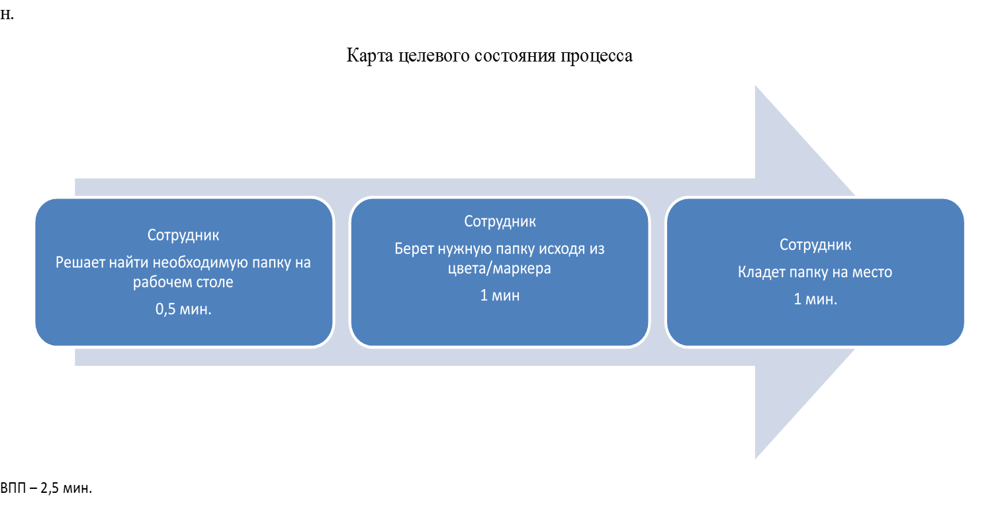 н.
Карта целевого состояния процесса
Сотрудник
Решает найти необходимую папку на
рабочем столе
0,5 мин.
Сотрудник
Берет нужную папку исходя из
цвета/маркера
1 мин
Сотрудник
Кладет папку на место
1 мин.
ВПП – 2,5 мин.